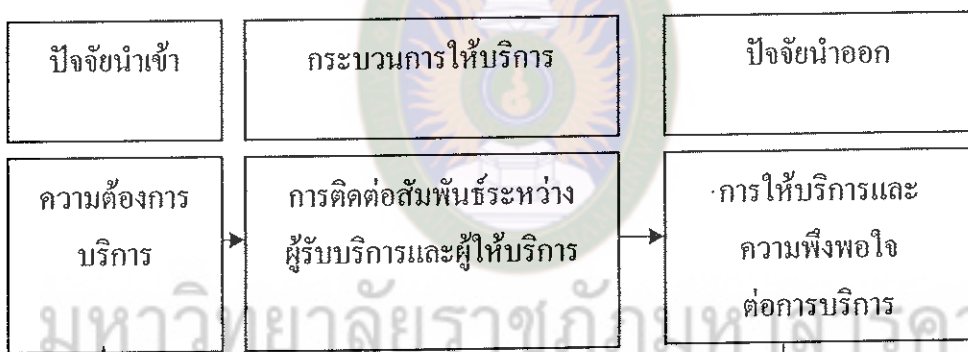 ปัจจัยนำเข้า
กระบวนการให้บริการ
ปัจจัยนำออก
ความต้องการ
บริการ
การติดต่อสัมพันธ์ระหว่าง
ผู้รับบริการและผู้ให้บริการ
การให้บริการและ
ความพึงพอใจ
ต่อการบริการ